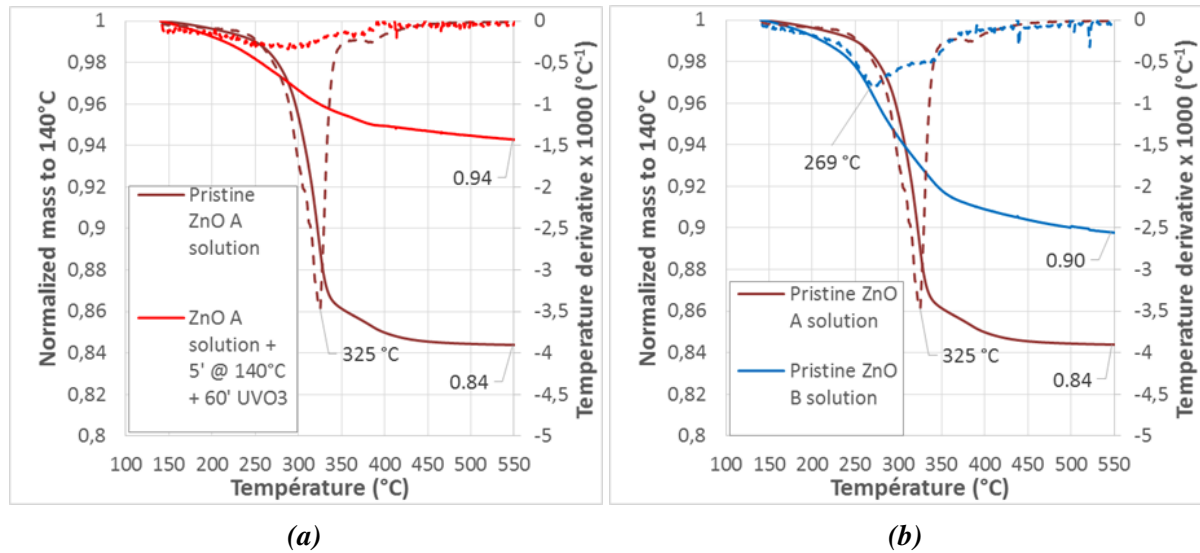 Normalized mass to 140°C
1
0,98
0,96
0,94
0,92
0,9
0,88
0,86
0,84
0,82
0,8
0.94
Pristine
ZnO A
solution
ZnO A
solution +
5' @ 140°C
+ 60' UVO3
325 °C
0.84
0
-0,5
-1
-1,5
-2
-2,5
-3
-3,5
-4
-4,5
-5
Temperature derivative x 1000 (°C-1)
100 150 200 250 300 350 400 450 500 550
Température (°C)
(a)
Normalized mass to 140°C
1
0,98
0,96
0,94
0,92
0,9
0,88
0,86
0,84
0,82
0,8
269 °C
0.90
Pristine ZnO
A solution
Pristine ZnO
B solution
325 °C
0.84
0
-0,5
-1
-1,5
-2
-2,5
-3
-3,5
-4
-4,5
-5
Temperature derivative x 1000 (°C-1)
100 150 200 250 300 350 400 450 500 550
Température (°C)
(b)